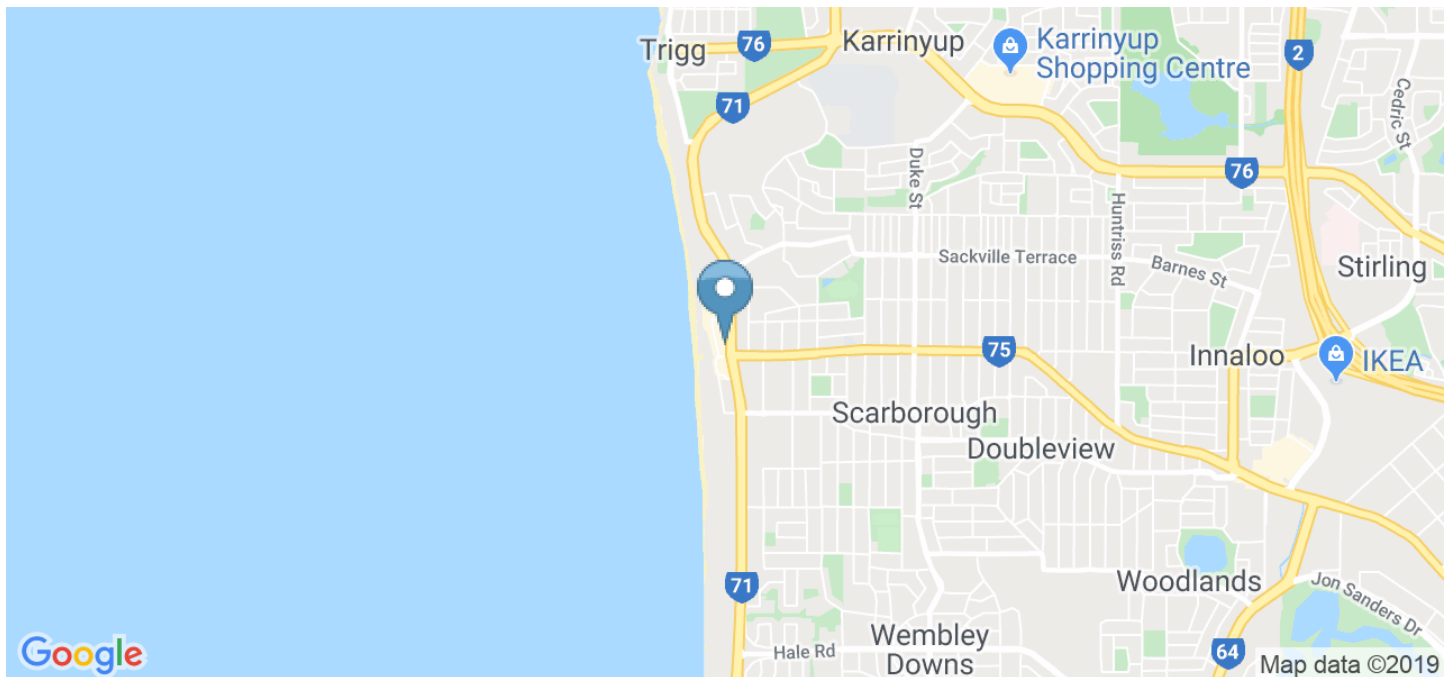 Trigg
76
Karrinyup
Karrinyup
Shopping Centre
2
71
Cedric St
Duke St
76
Huntriss Rd
Sackville Terrace
Barnes St
Stirling
75
Innaloo
IKEA
Scarborough
Doubleview
71
Woodlands
Jon Sanders Dr
Wembley
Downs
Hale Rd
64
Google
Map data ©2019